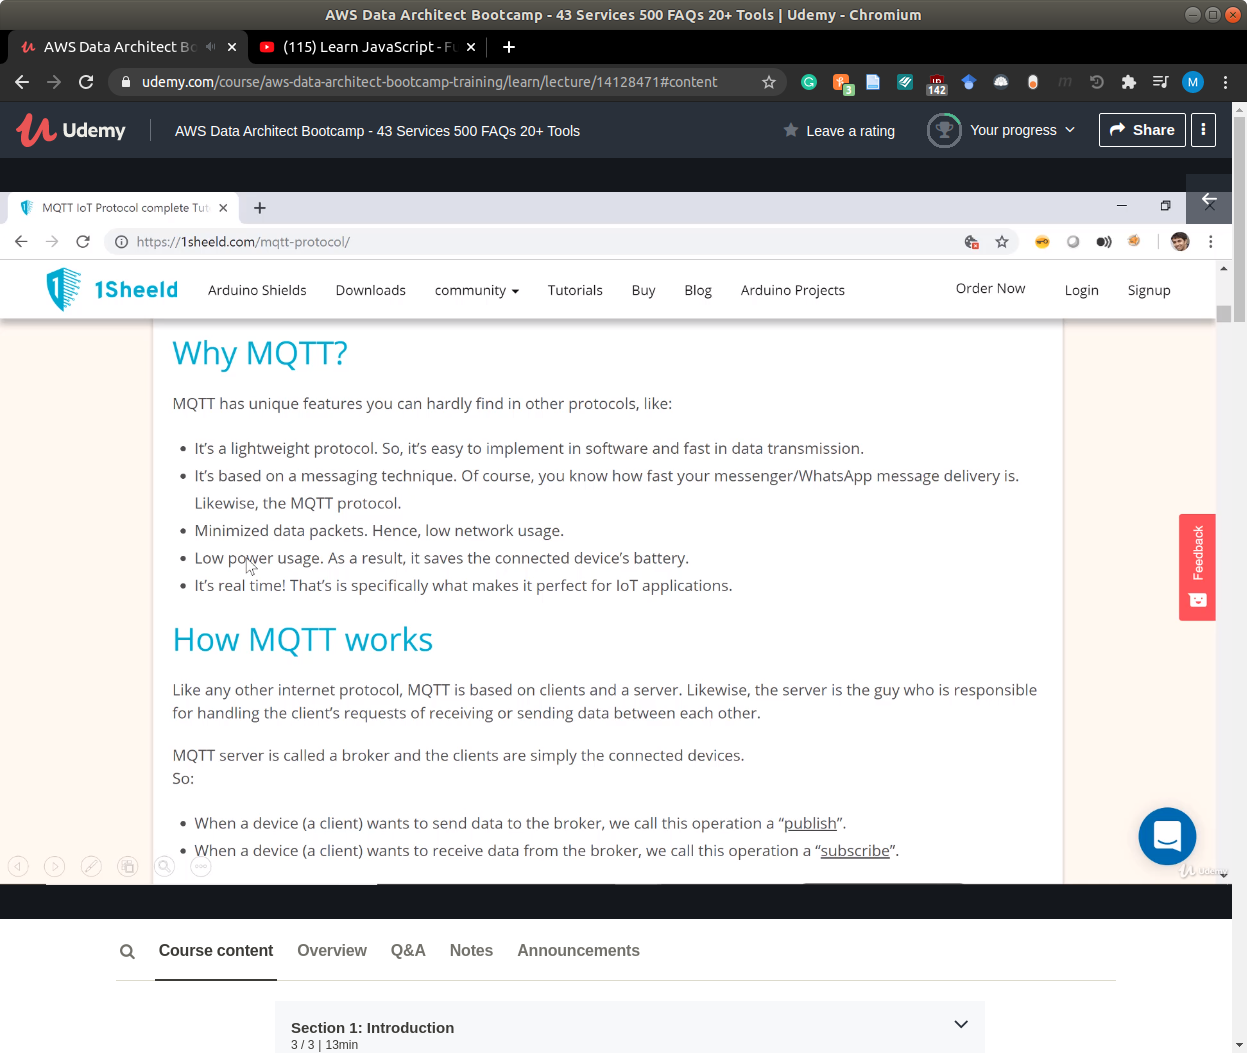 AWS Data Architect Bootcamp - 43 Services 500 FAQs 20+ Tools | Udemy - Chromium
AWS Data Architect Bo
(115) Learn JavaScript - Fu
udemy.com/course/aws-data-architect-bootcamp-training/learn/lecture/14128471#content
3
142
M
Udemy
AWS Data Architect Bootcamp - 43 Services 500 FAQs 20+ Tools
Leave a rating
Your progress
Share
MQTT IoT Protocol complete Tut
https://1sheeld.com/mqtt-protocol/
1Sheeld
Arduino Shields
Downloads
community
Tutorials
Buy
Blog
Arduino Projects
Order Now
Login
Signup
Why MQTT?
MQTT has unique features you can hardly find in other protocols, like:
• It's a lightweight protocol. So, it's easy to implement in software and fast in data transmission.
• It's based on a messaging technique. Of course, you know how fast your messenger/WhatsApp message delivery is.
Likewise, the MQTT protocol.
• Minimized data packets. Hence, low network usage.
• Low power usage. As a result, it saves the connected device's battery.
• It's real time! That's is specifically what makes it perfect for IoT applications.
Feedback
How MQTT works
Like any other internet protocol, MQTT is based on clients and a server. Likewise, the server is the guy who is responsible
for handling the client's requests of receiving or sending data between each other.
MQTT server is called a broker and the clients are simply the connected devices.
So:
• When a device (a client) wants to send data to the broker, we call this operation a “publish”.
• When a device (a client) wants to receive data from the broker, we call this operation a “subscribe”.
Udemy
Course content
Overview
Q&A
Notes
Announcements
Section 1: Introduction
3 / 3 | 13min